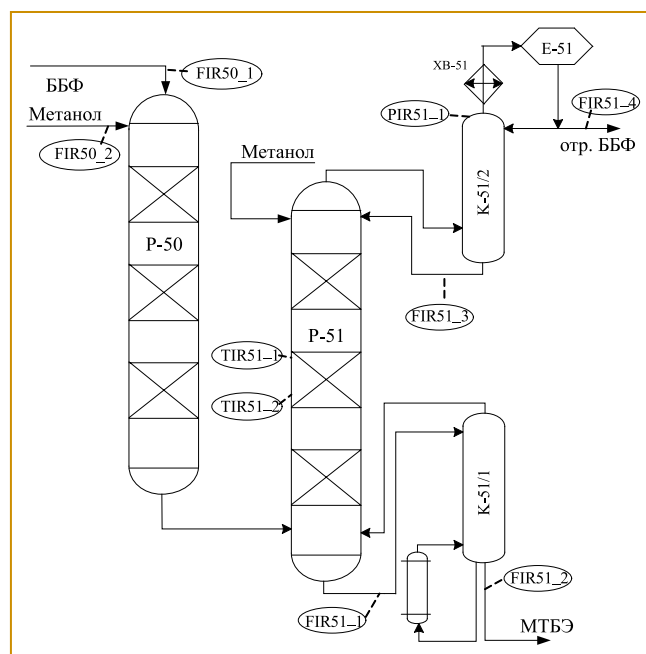 ББФ
FIR50_1
Метанол
FIR50_2
P-50
Метанол
P-51
TIR51_1
TIR51_2
ХВ-51
E-51
PIR51_1
FIR51_4
отр. ББФ
K-51/2
FIR51_3
K-51/1
FIR51_1
FIR51_2
МТБЭ